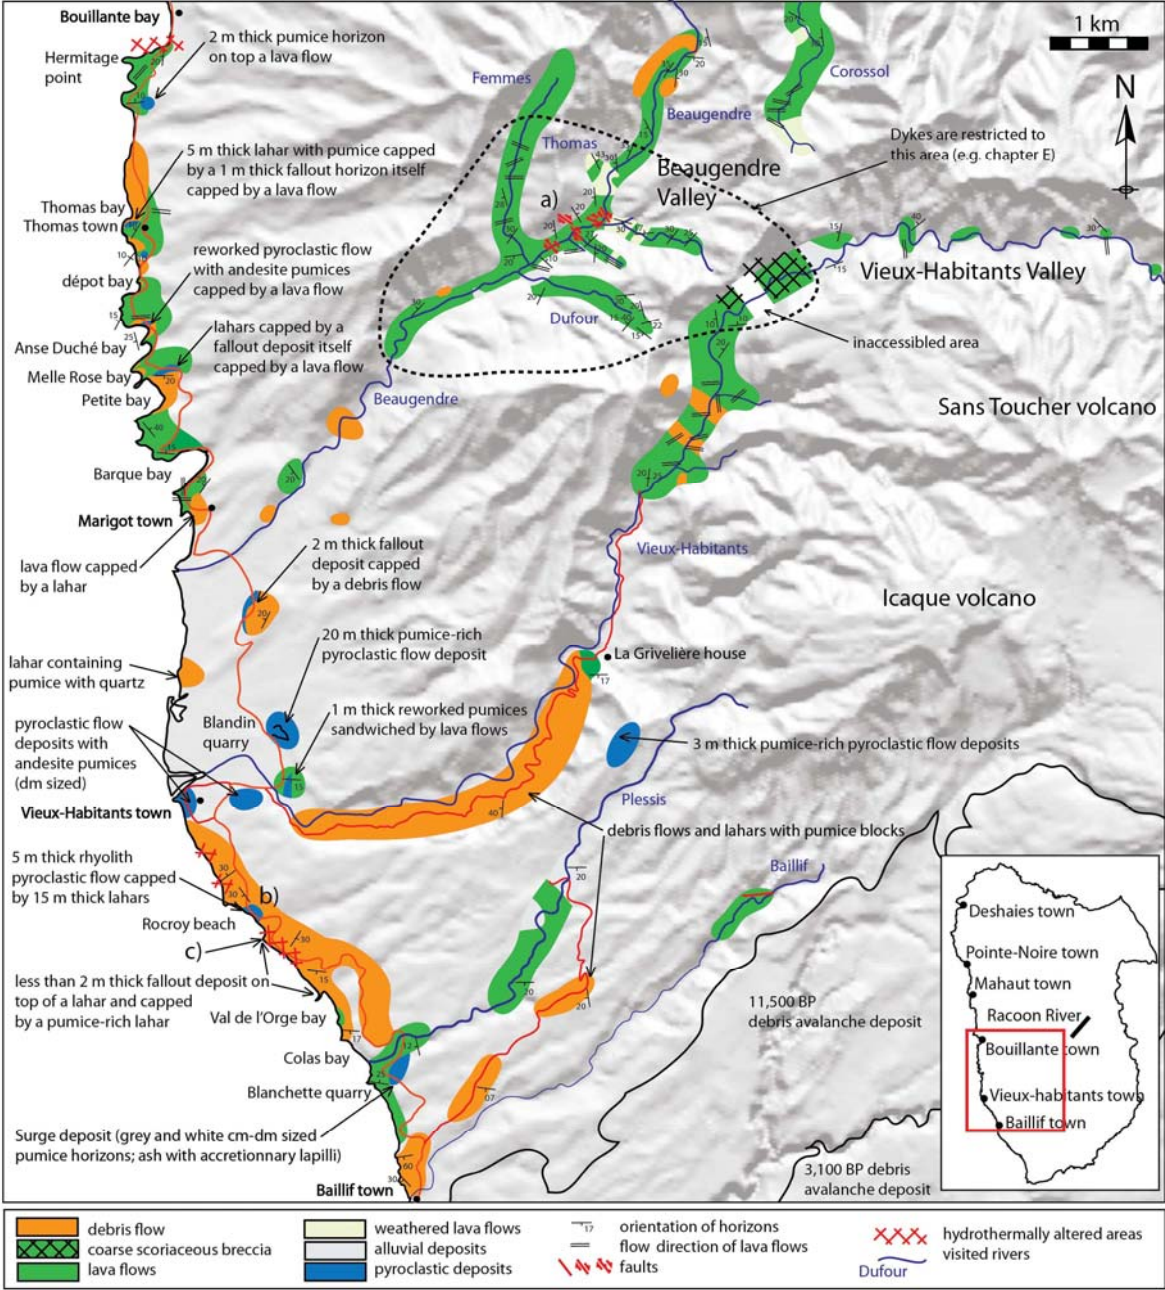 Bouillante bay
Hermitage
point
2 m thick pumice horizon
on top a lava flow
1 km
N
Femmes
Corossol
Beaugendre
Thomas
Dykes are restricted to
this area (e.g. chapter E)
5 m thick lahar with pumice capped
by a 1 m thick fallout horizon itself
capped by a lava flow
Beaugendre
Valley
a)
Thomas bay
Thomas town
reworked pyroclastic flow
with andesite pumices
capped by a lava flow
dépot bay
Vieux-Habitants Valley
lahars capped by a
fallout deposit itself
capped by a lava flow
Dufour
inaccessibled area
Anse Duché bay
Melle Rose bay
Petite bay
Beaugendre
Sans Toucher volcano
Barque bay
Marigot town
lava flow capped
by a lahar
2 m thick fallout
deposit capped
by a debris flow
Vieux-Habitants
Icaque volcano
20 m thick pumice-rich
pyroclastic flow deposit
La Grivelière house
lahar containing
pumice with quartz
Blandin
quarry
1 m thick reworked pumices
sandwiched by lava flows
pyroclastic flow
deposits with
andesite pumices
(dm sized)
3 m thick pumice-rich pyroclastic flow deposits
Plessis
Vieux-Habitants town
debris flows and lahars with pumice blocks
5 m thick rhyolith
pyroclastic flow capped
by 15 m thick lahars
Baillif
b)
Rocroy beach
c)
less than 2 m thick fallout deposit on
top of a lahar and capped
by a pumice-rich lahar
Val de l'Orge bay
11,500 BP
debris avalanche deposit
Colas bay
Blanchette quarry
Surge deposit (grey and white cm-dm sized
pumice horizons; ash with accretionnary lapilli)
3,100 BP debris
avalanche deposit
Baillif town
Deshaies town
Pointe-Noire town
Mahaut town
Racoon River
Bouillante town
Vieux-habitants town
Baillif town
debris flow
coarse scoriaceous breccia
lava flows
weathered lava flows
alluvial deposits
pyroclastic deposits
17
orientation of horizons
flow direction of lava flows
faults
hydrothermally altered areas
visited rivers
Dufour